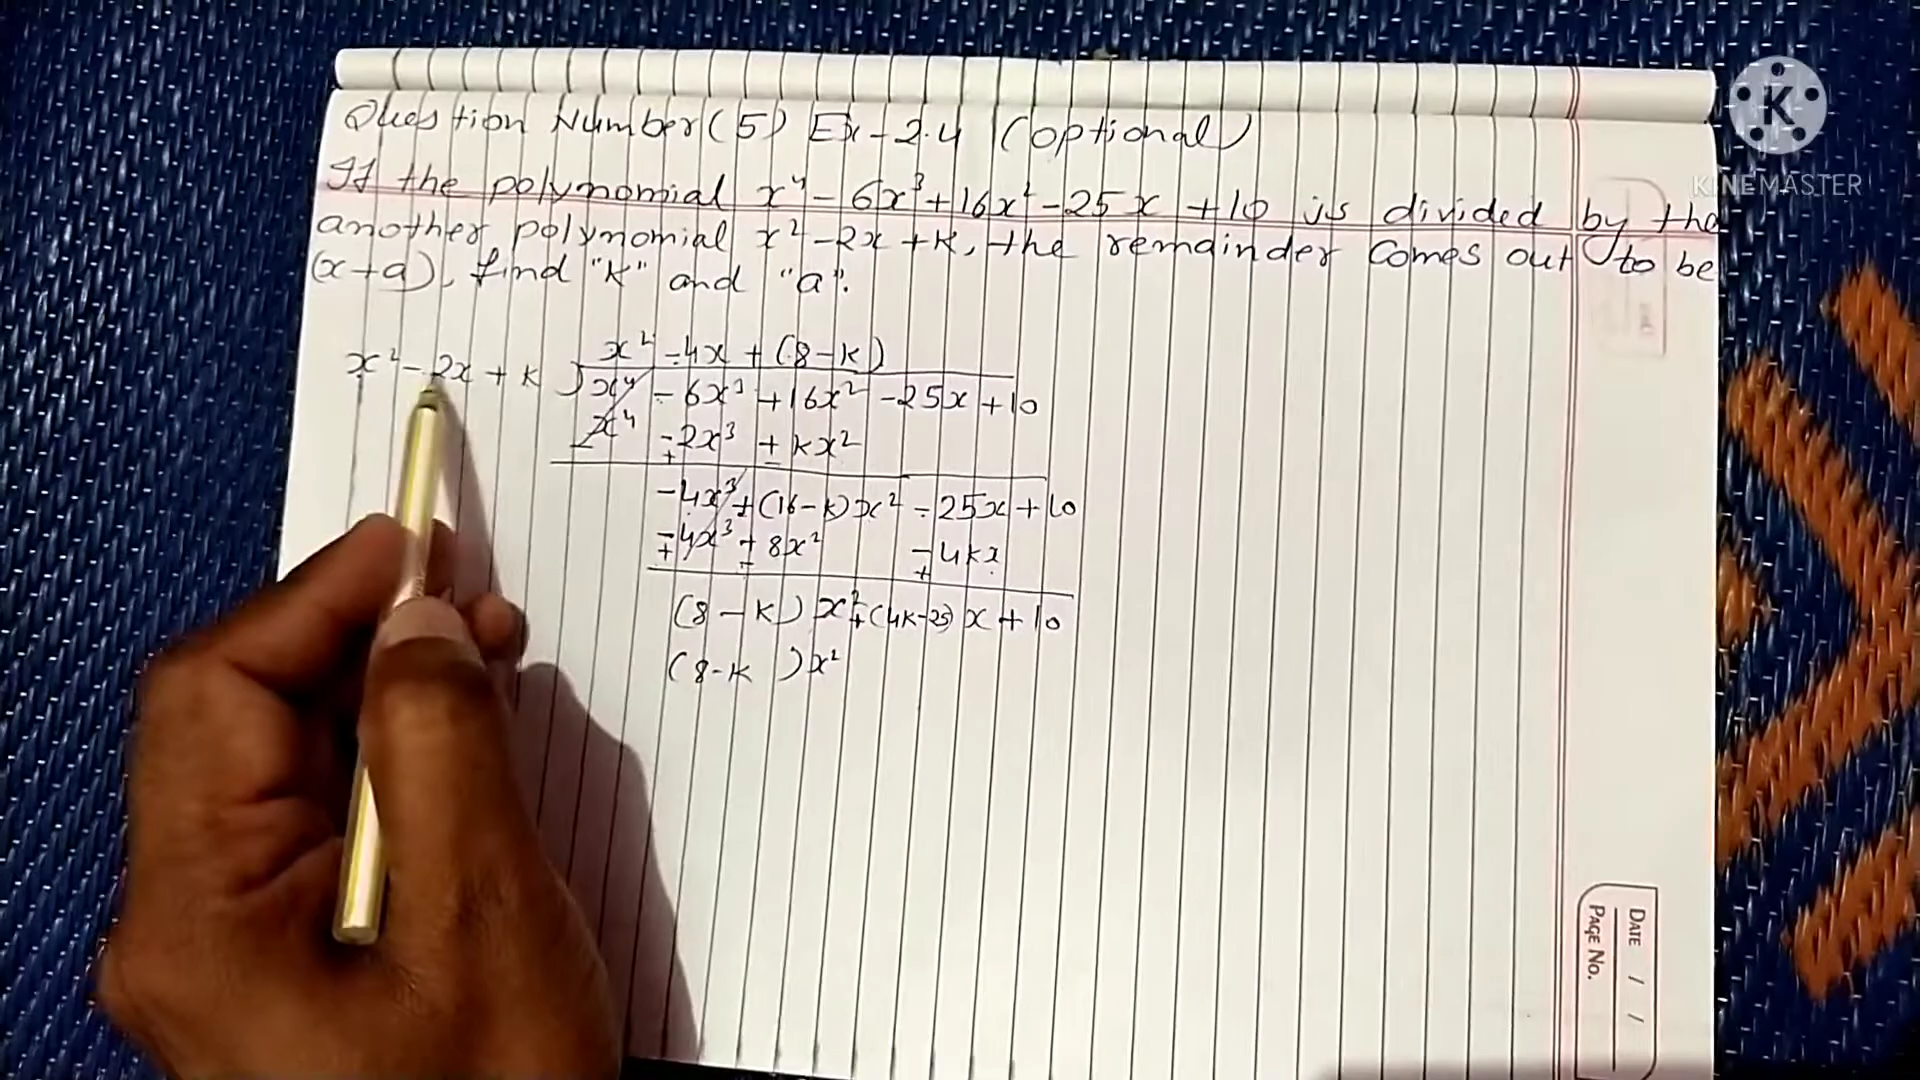 Question Number (5) Ex-2.4 (optional)
If the polynomial x⁴ - 6x³ + 16x² - 25x + 10 is divided by the
another polynomial x² - 2x + k, the remainder comes out to be
(x+a), find "k" and "a".
x² - 4x + (8-k)
x² - 2x + k ) x⁴ - 6x³ + 16x² - 25x + 10
x⁴ - 2x³ + kx²
- + -
-4x³ + (16-k)x² - 25x + 10
-4x³ + 8x² - 4kx
+ - +
(8-k)x² + (4k-25)x + 10
(8-k)x²
K
KINEMASTER
DATE / /
PAGE NO.